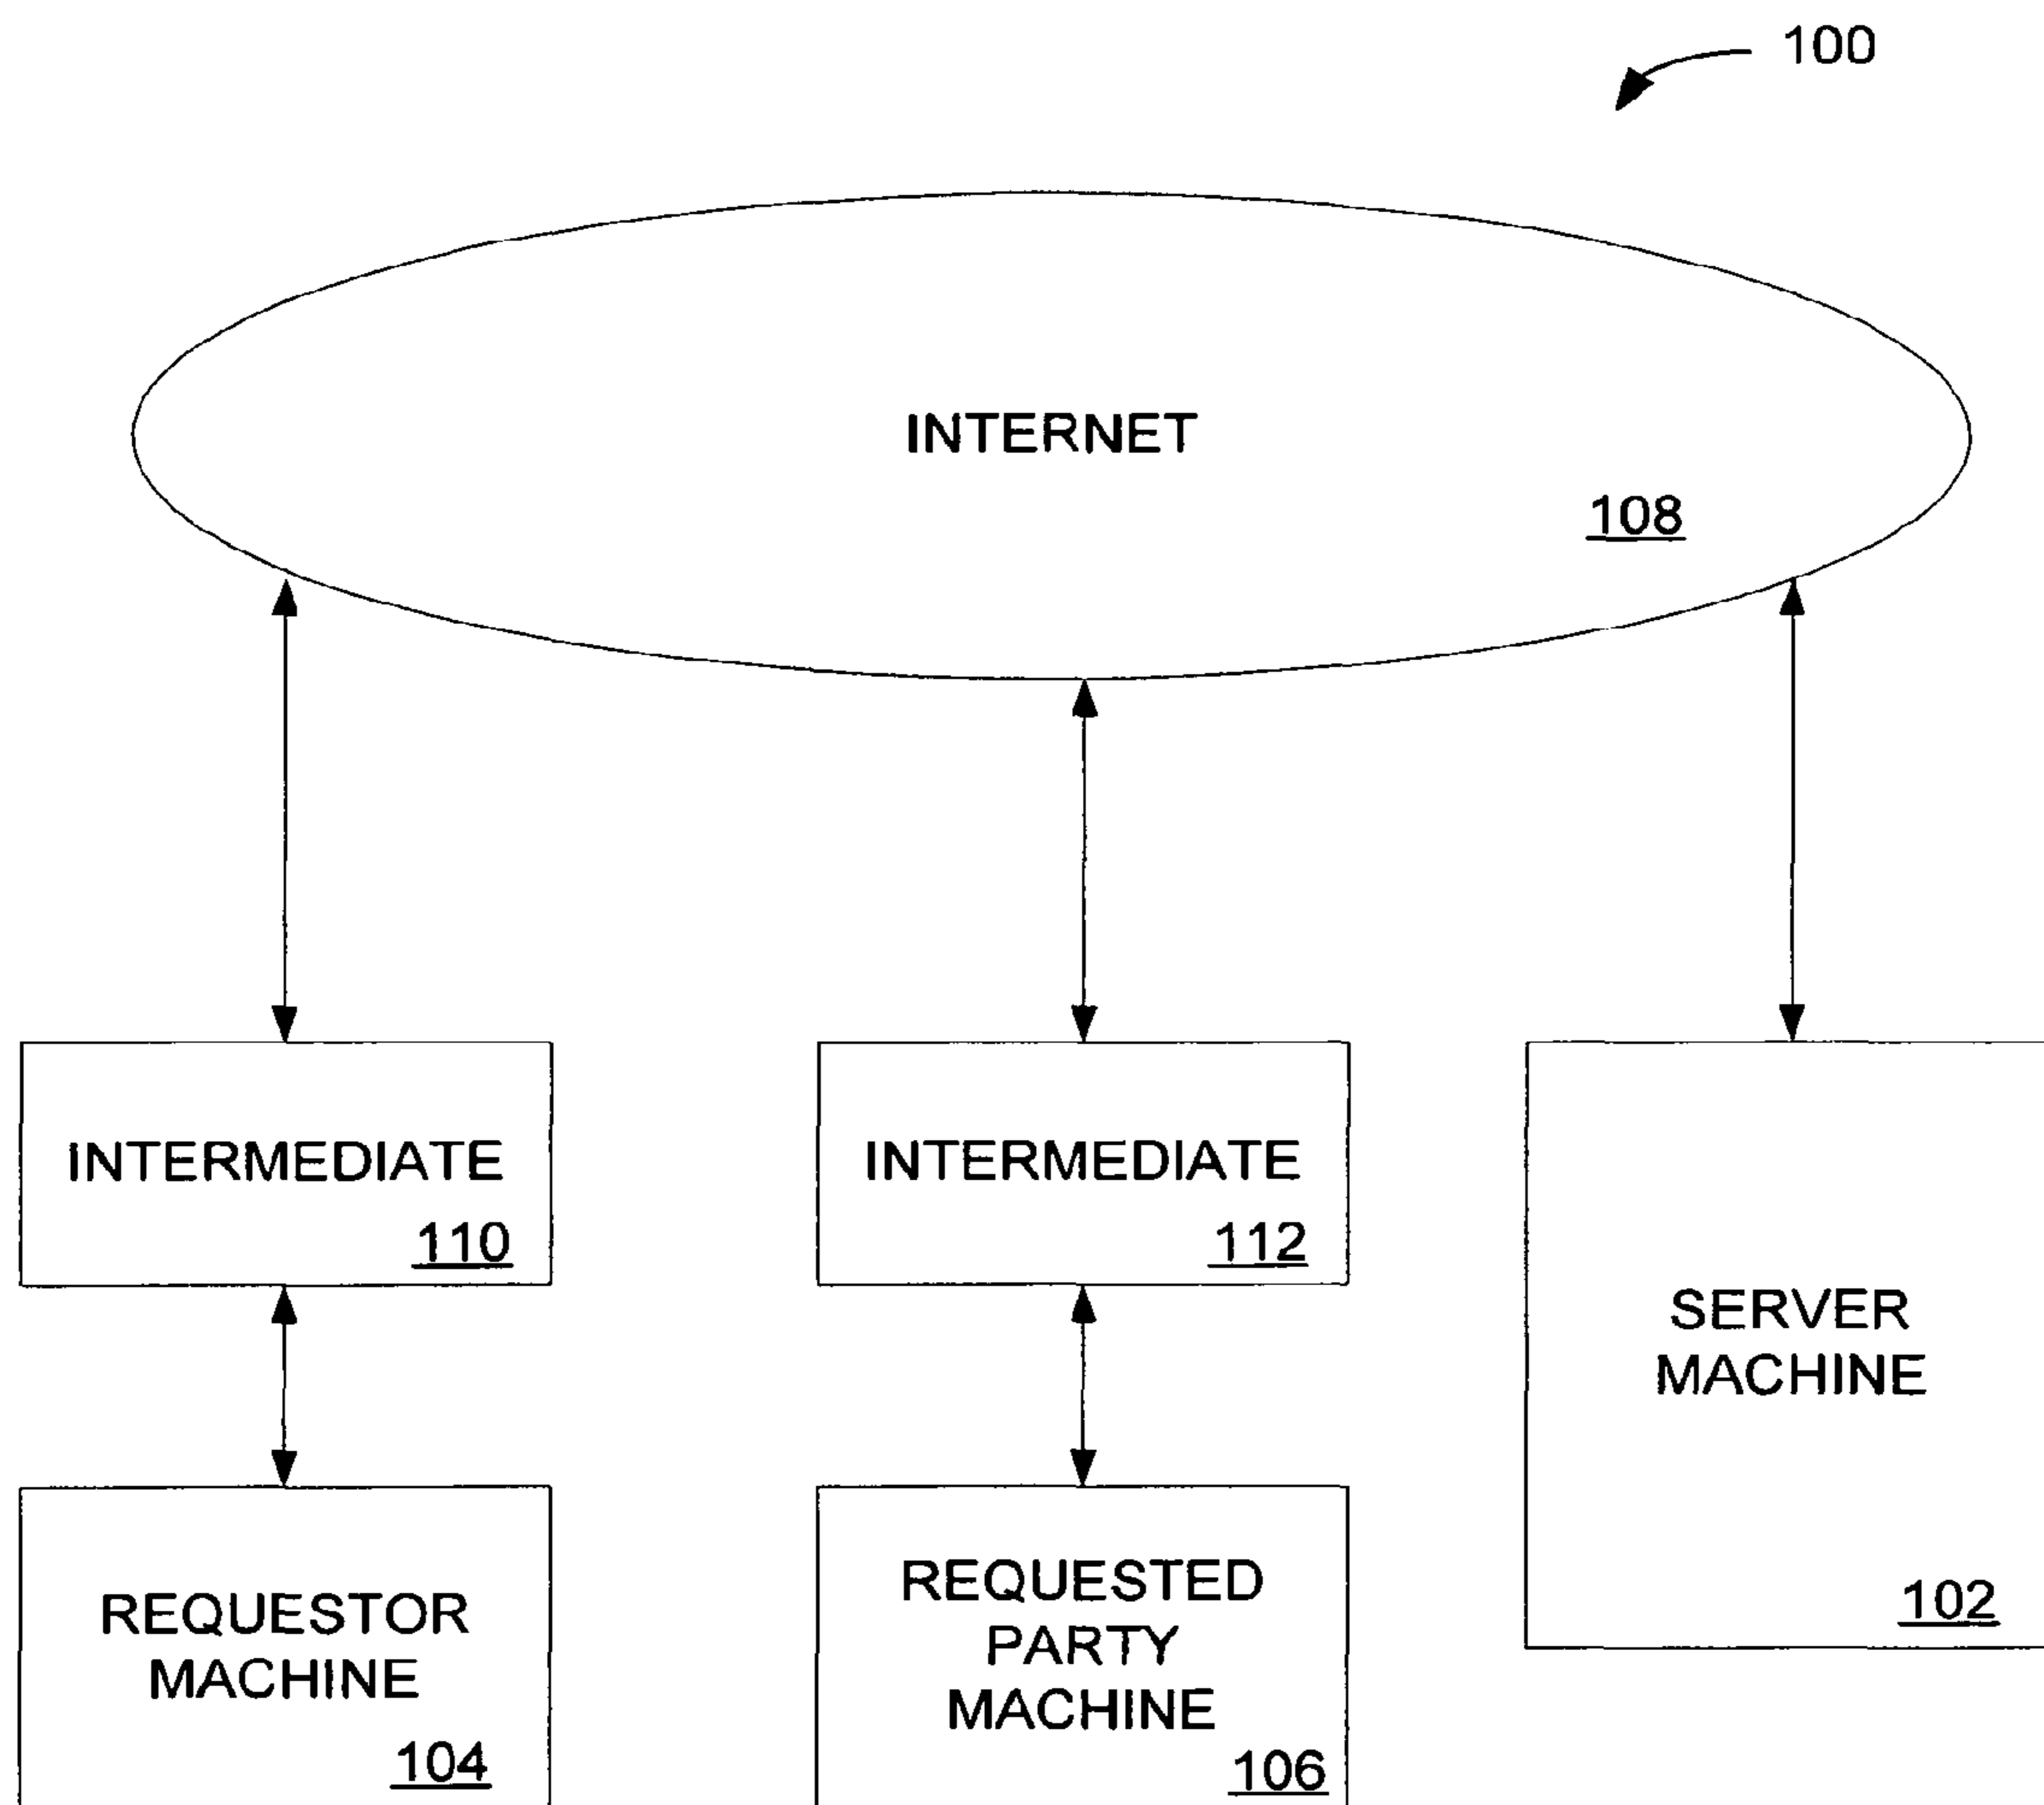 100
INTERNET
108
INTERMEDIATE
110
INTERMEDIATE
112
SERVER
MACHINE
102
REQUESTOR
MACHINE
104
REQUESTED
PARTY
MACHINE
106